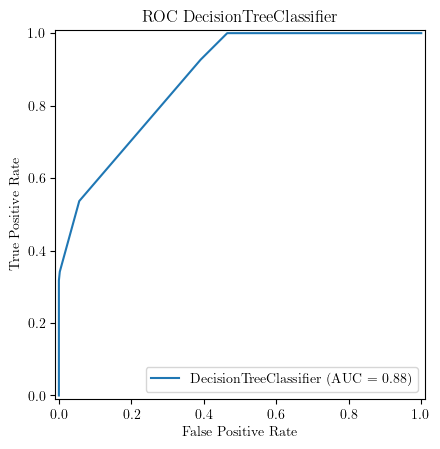 ROC DecisionTreeClassifier
1.0
0.8
0.6
0.4
0.2
0.0
True Positive Rate
DecisionTreeClassifier (AUC = 0.88)
0.0 0.2 0.4 0.6 0.8 1.0
False Positive Rate